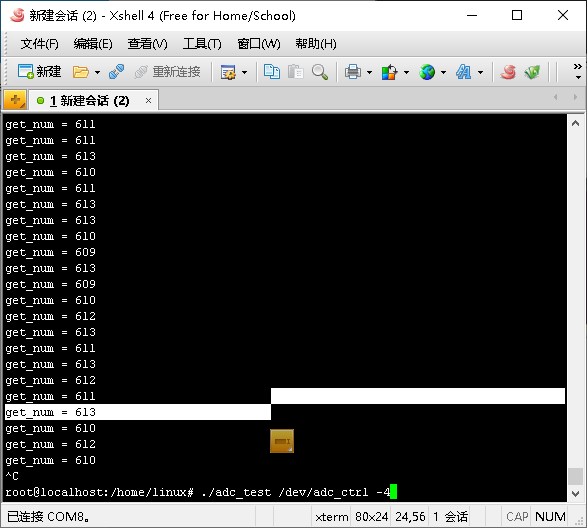 新建会话 (2) - Xshell 4 (Free for Home/School)
文件(F) 编辑(E) 查看(V) 工具(T) 窗口(W) 帮助(H)
新建 重新连接
1 新建会话 (2)
get_num = 611
get_num = 611
get_num = 613
get_num = 610
get_num = 611
get_num = 613
get_num = 613
get_num = 610
get_num = 609
get_num = 613
get_num = 609
get_num = 610
get_num = 612
get_num = 613
get_num = 611
get_num = 613
get_num = 612
get_num = 611
get_num = 613
get_num = 610
get_num = 612
get_num = 610
^C
root@localhost:/home/linux# ./adc_test /dev/adc_ctrl -4
已连接 COM8。 xterm 80x24 24,56 1 会话 CAP NUM